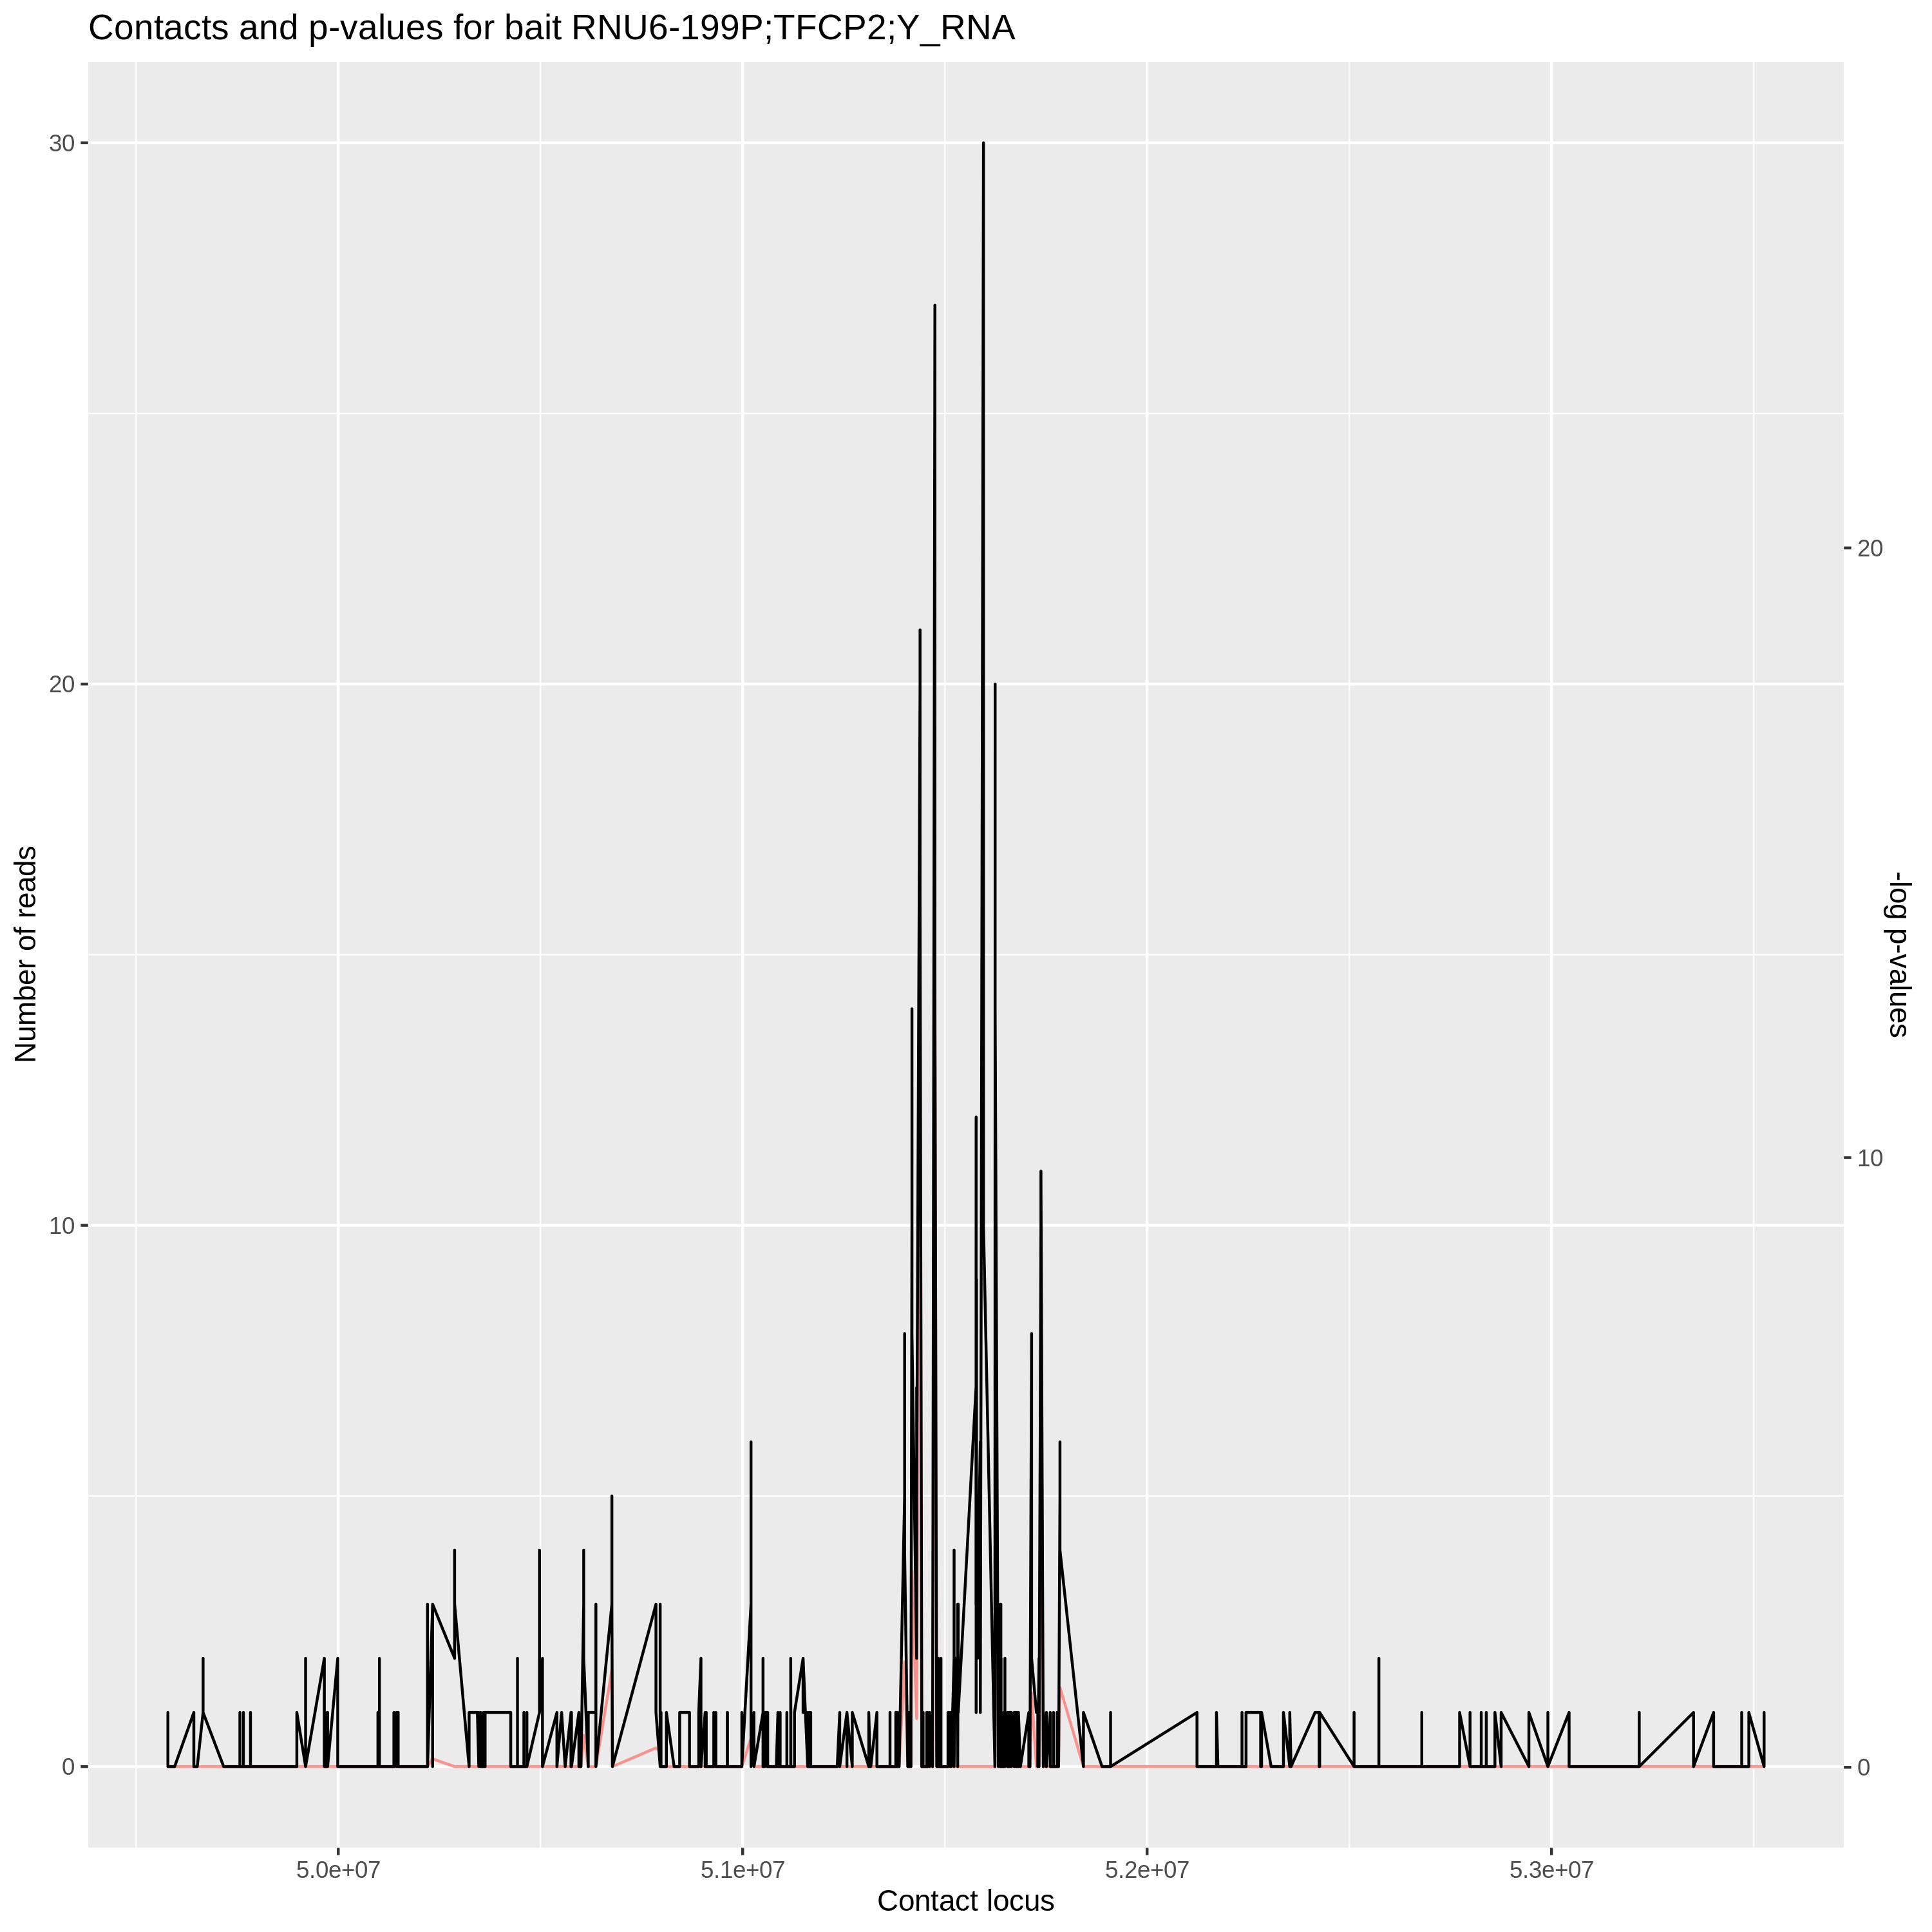 Contacts and p-values for bait RNU6-199P;TFCP2;Y_RNA
30
20
10
0
Number of reads
20
10
0
-log p-values
5.0e+07
5.1e+07
5.2e+07
5.3e+07
Contact locus